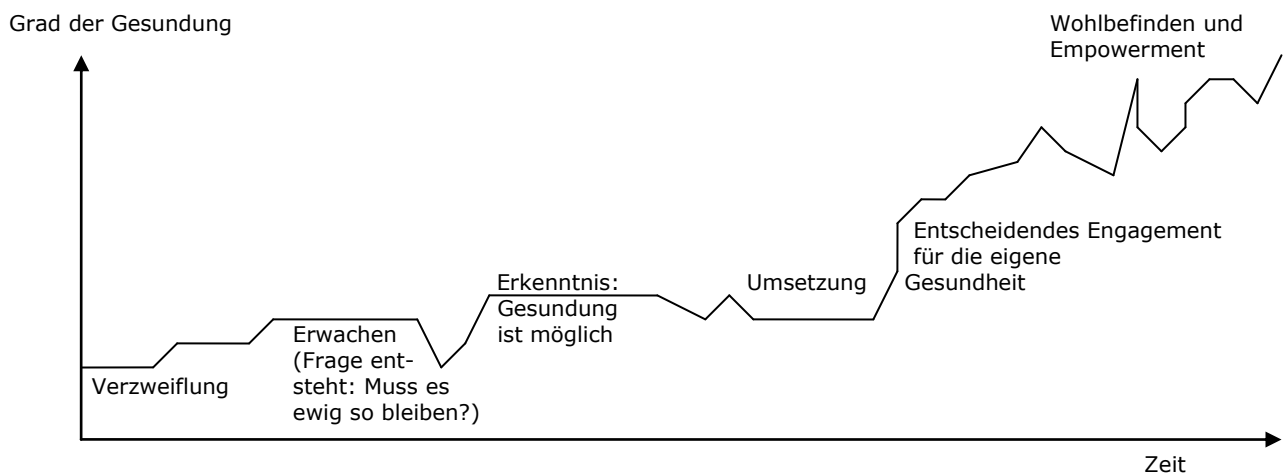 Grad der Gesundung
Wohlbefinden und
Empowerment
Entscheidendes Engagement
für die eigene
Gesundheit
Umsetzung
Erkenntnis:
Gesundung
ist möglich
Erwachen
(Frage ent-
steht: Muss es
ewig so bleiben?)
Verzweiflung
Zeit